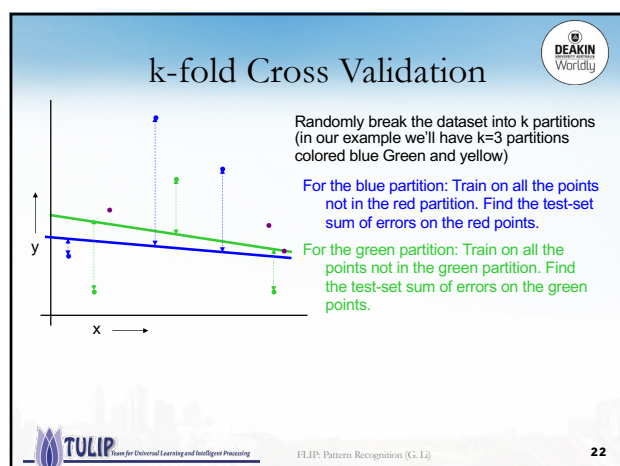 DEAKIN
UNIVERSITY AUSTRALIA
Worldly
k-fold Cross Validation
Randomly break the dataset into k partitions
(in our example we'll have k=3 partitions
colored blue Green and yellow)
For the blue partition: Train on all the points
not in the red partition. Find the test-set
sum of errors on the red points.
For the green partition: Train on all the
points not in the green partition. Find
the test-set sum of errors on the green
points.
y
x
TULIP Team for Universal Learning and Intelligent Processing
FLIP: Pattern Recognition (G. Li)
22